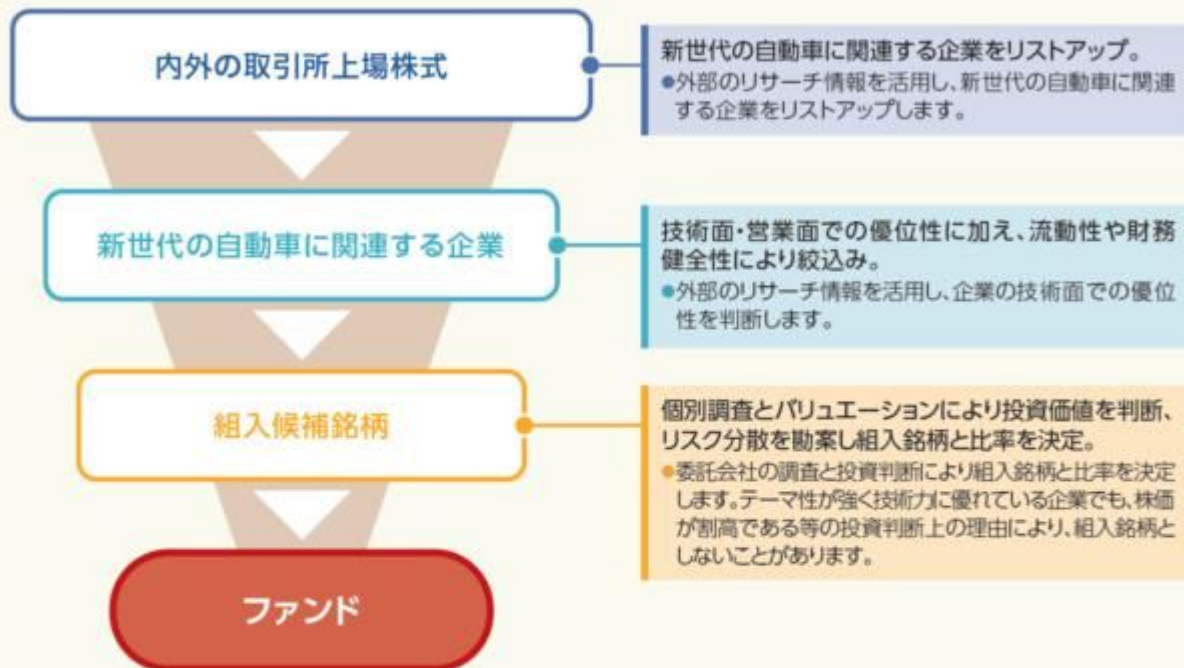 内外の取引所上場株式
新世代の自動車に関連する企業をリストアップ。
●外部のリサーチ情報を活用し、新世代の自動車に関連
する企業をリストアップします。
新世代の自動車に関連する企業
技術面・営業面での優位性に加え、流動性や財務
健全性により絞込み。
●外部のリサーチ情報を活用し、企業の技術面での優位
性を判断します。
組入候補銘柄
個別調査とバリュエーションにより投資価値を判断、
リスク分散を勘案し組入銘柄と比率を決定。
●委託会社の調査と投資判断により組入銘柄と比率を決定
します。テーマ性が強く技術力に優れている企業でも、株価
が割高である等の投資判断上の理由により、組入銘柄と
しないことがあります。
ファンド